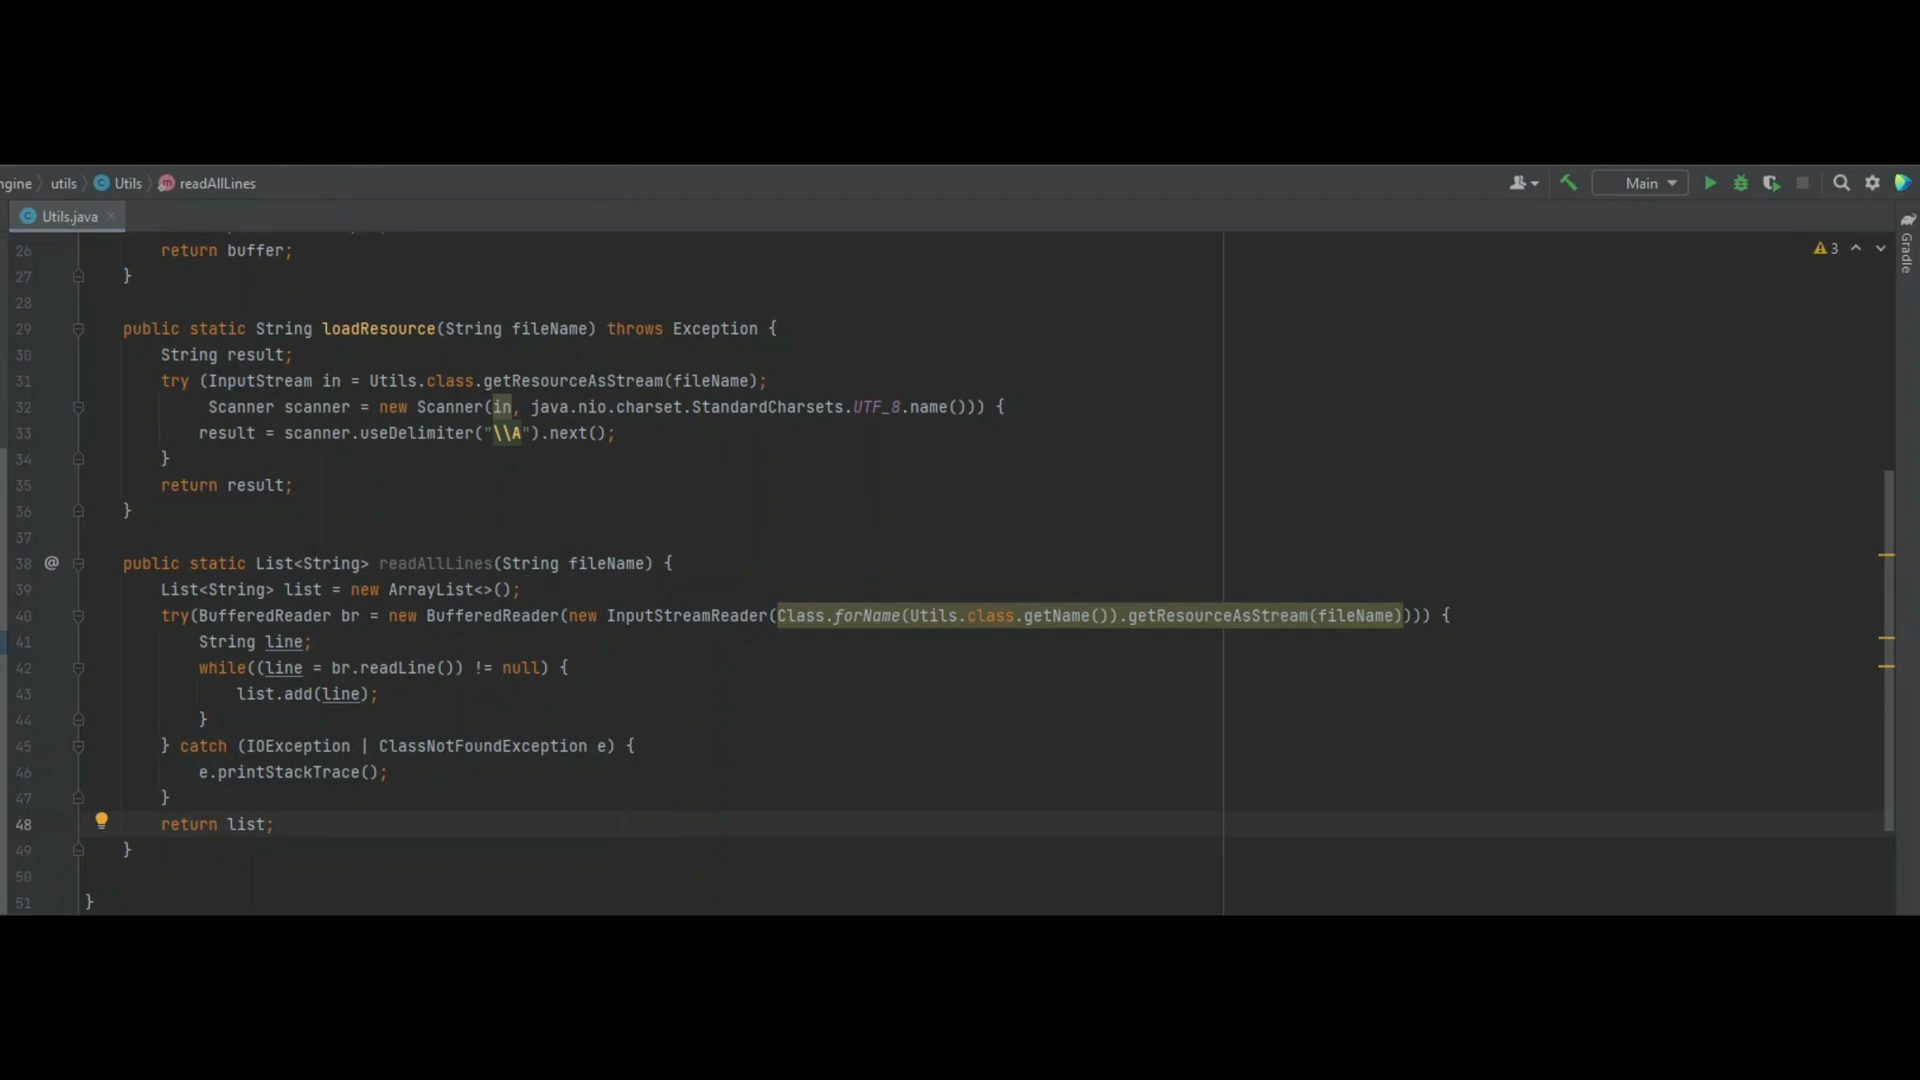 ngine utils Utils readAllLines Main
Utils.java
Gradle
3
26 return buffer;
27 }
28
29 public static String loadResource(String fileName) throws Exception {
30 String result;
31 try (InputStream in = Utils.class.getResourceAsStream(fileName);
32 Scanner scanner = new Scanner(in, java.nio.charset.StandardCharsets.UTF_8.name())) {
33 result = scanner.useDelimiter("\\A").next();
34 }
35 return result;
36 }
37
38 @ public static List<String> readAllLines(String fileName) {
39 List<String> list = new ArrayList<>();
40 try(BufferedReader br = new BufferedReader(new InputStreamReader(Class.forName(Utils.class.getName()).getResourceAsStream(fileName)))) {
41 String line;
42 while((line = br.readLine()) != null) {
43 list.add(line);
44 }
45 } catch (IOException | ClassNotFoundException e) {
46 e.printStackTrace();
47 }
48 return list;
49 }
50
51 }